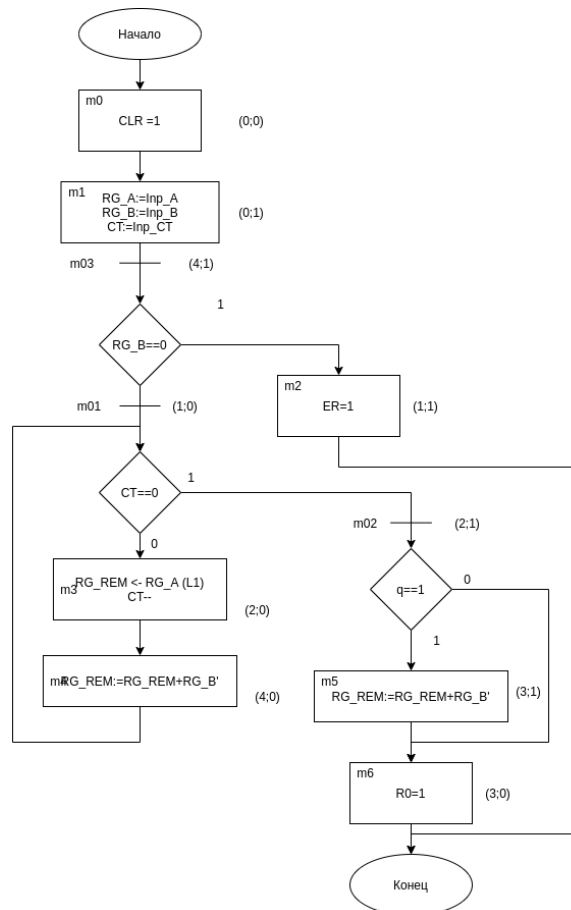 Начало
m0
CLR =1
(0;0)
m1
RG_A:=Inp_A
RG_B:=Inp_B
CT:=Inp_CT
(0;1)
m03
(4;1)
1
RG_B==0
m2
ER=1
(1;1)
m01
(1;0)
CT==0
1
m02
(2;1)
0
q==1
0
m3
RG_REM <- RG_A (L1)
CT--
(2;0)
1
m4
RG_REM:=RG_REM+RG_B'
(4;0)
m5
RG_REM:=RG_REM+RG_B'
(3;1)
m6
R0=1
(3;0)
Конец